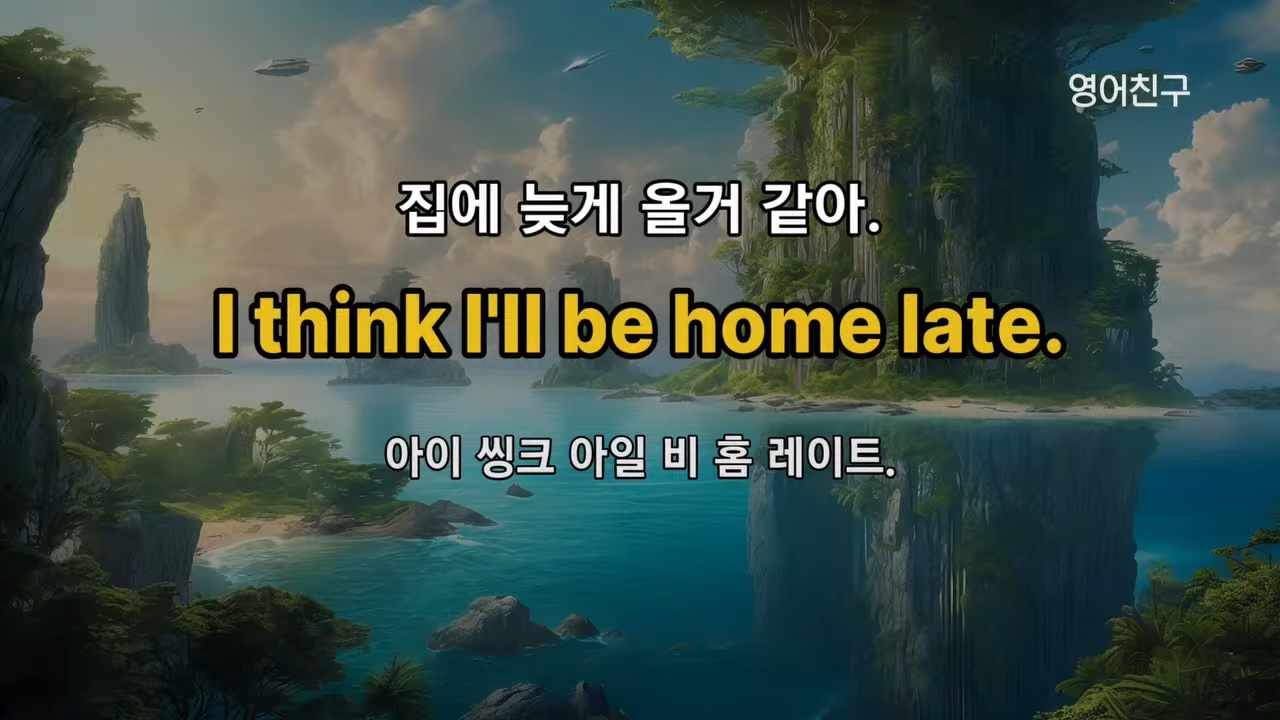 영어친구
집에 늦게 올거 같아.
I think I'll be home late.
아이 씽크 아일 비 홈 레이트.